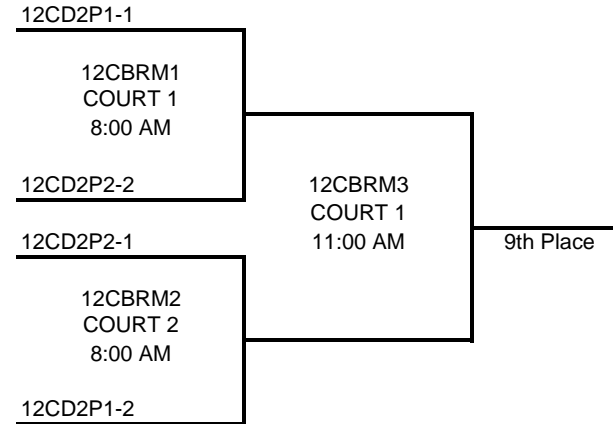 12CD2P1-1
12CBRM1
COURT 1
8:00 AM
12CD2P2-2
12CBRM3
COURT 1
11:00 AM
9th Place
12CD2P2-1
12CBRM2
COURT 2
8:00 AM
12CD2P1-2